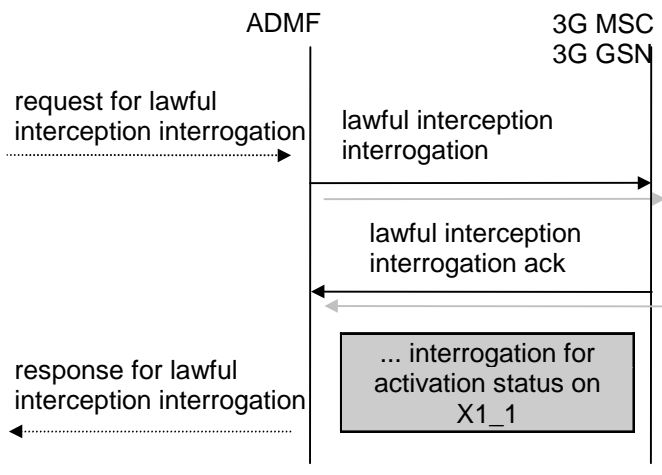 ADMF
3G MSC
3G GSN
request for lawful
interception interrogation
lawful interception
interrogation
lawful interception
interrogation ack
... interrogation for
activation status on
X1_1
response for lawful
interception interrogation